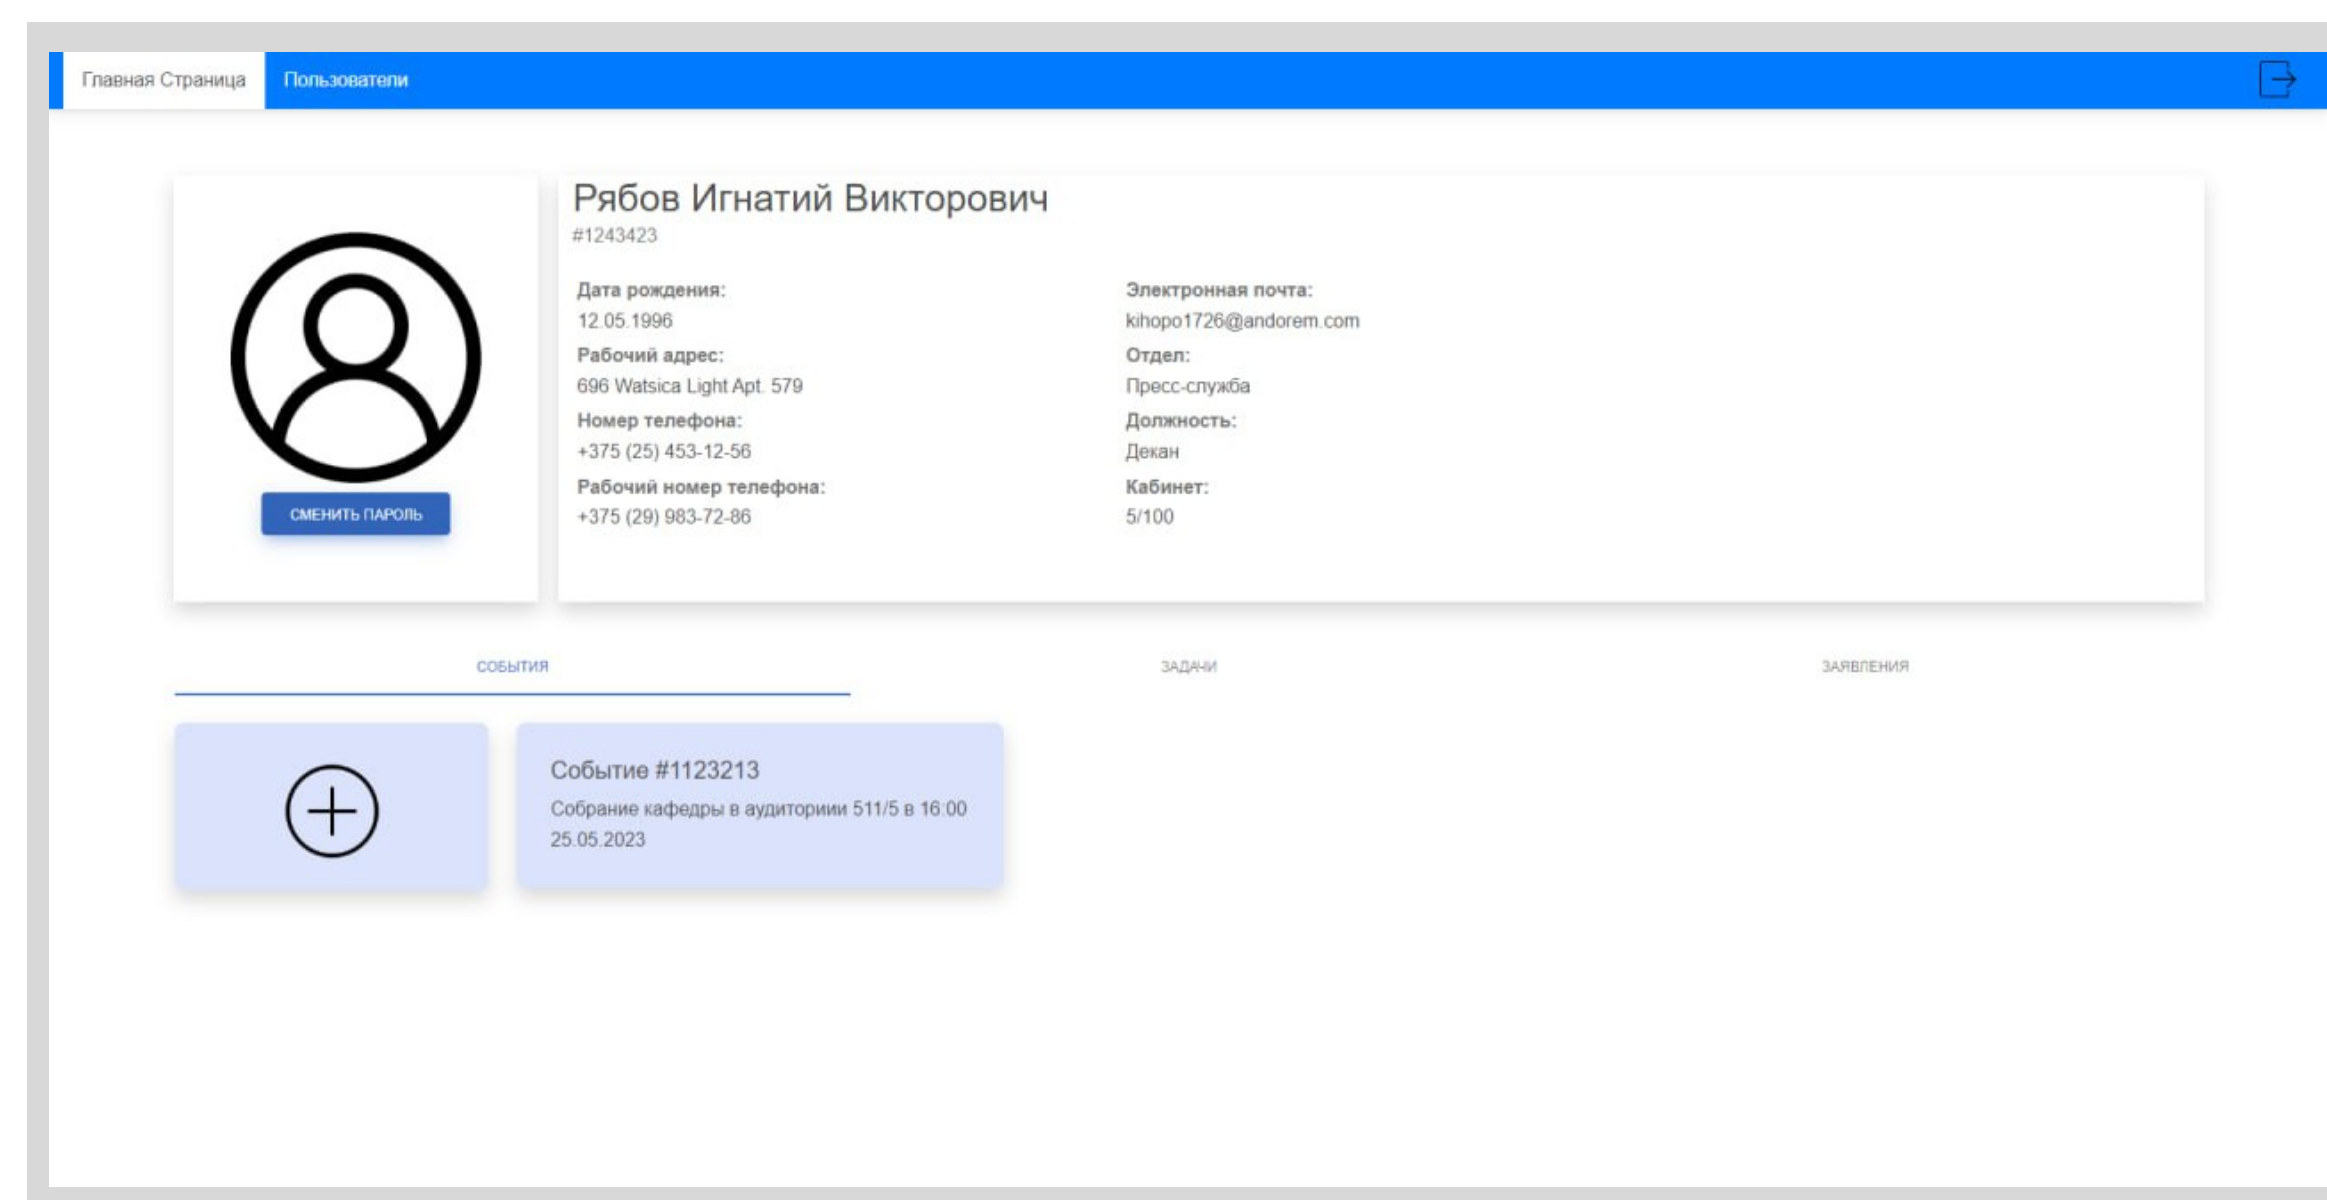 Главная Страница
Пользователи
Рябов Игнатий Викторович
#1243423
Дата рождения:
12.05.1996
Рабочий адрес:
696 Watsica Light Apt. 579
Номер телефона:
+375 (25) 453-12-56
Рабочий номер телефона:
+375 (29) 983-72-86
Электронная почта:
kihopo1726@andorem.com
Отдел:
Пресс-служба
Должность:
Декан
Кабинет:
5/100
СМЕНИТЬ ПАРОЛЬ
СОБЫТИЯ
ЗАДАЧИ
ЗАЯВЛЕНИЯ
Событие #1123213
Собрание кафедры в аудиториии 511/5 в 16:00
25.05.2023